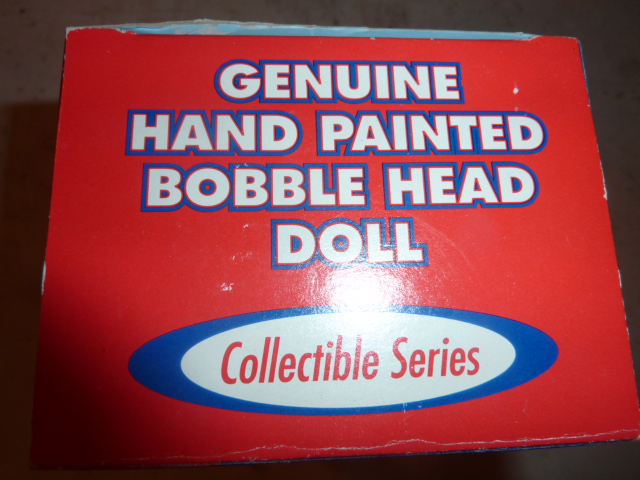 GENUINE
HAND PAINTED
BOBBLE HEAD
DOLL
Collectible Series